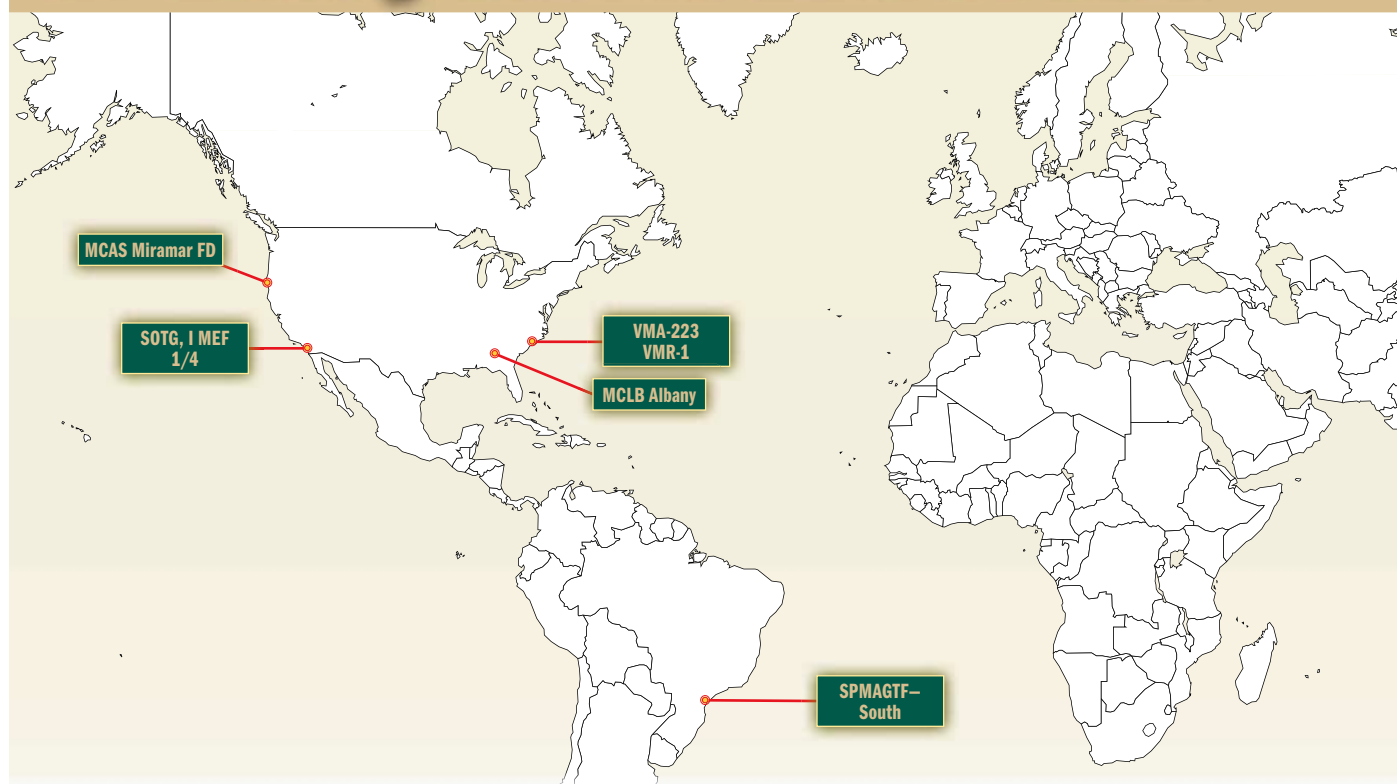 MCAS Miramar FD
SOTG, I MEF
1/4
VMA-223
VMR-1
MCLB Albany
SPMAGTF—
South